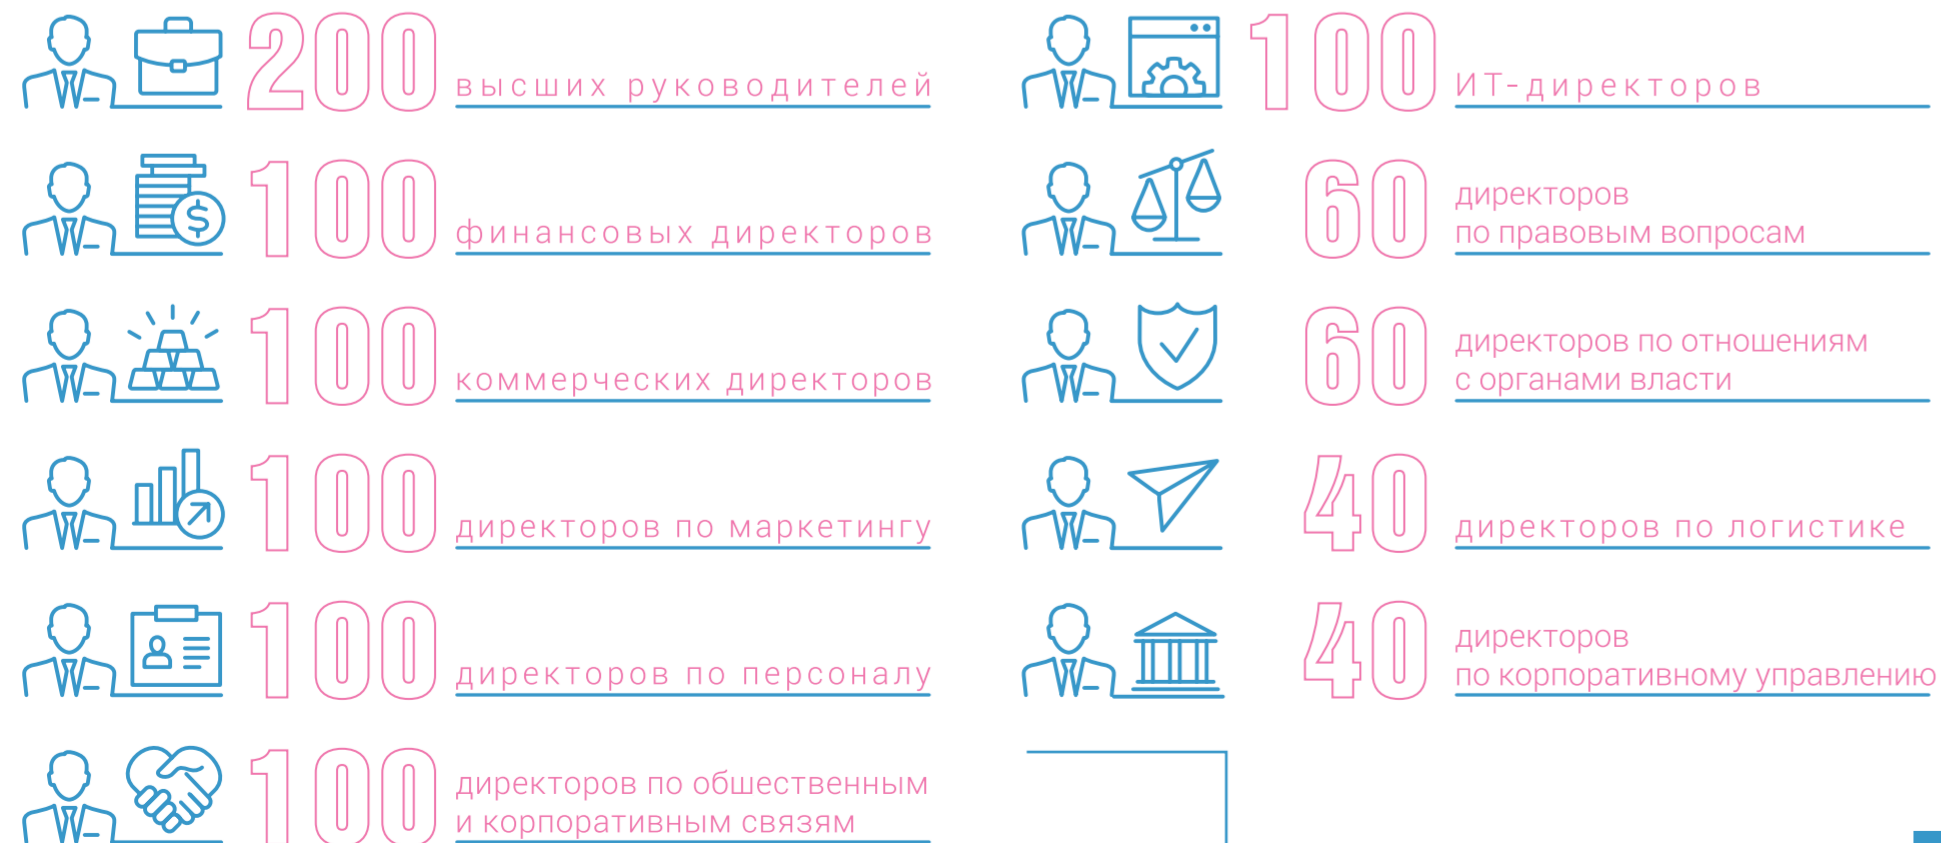 200 высших руководителей
100 финансовых директоров
100 коммерческих директоров
100 директоров по маркетингу
100 директоров по персоналу
100 директоров по обшественным
и корпоративным связям
100 ИТ-директоров
60 директоров
по правовым вопросам
60 директоров по отношениям
с органами власти
40 директоров по логистике
40 директоров
по корпоративному управлению